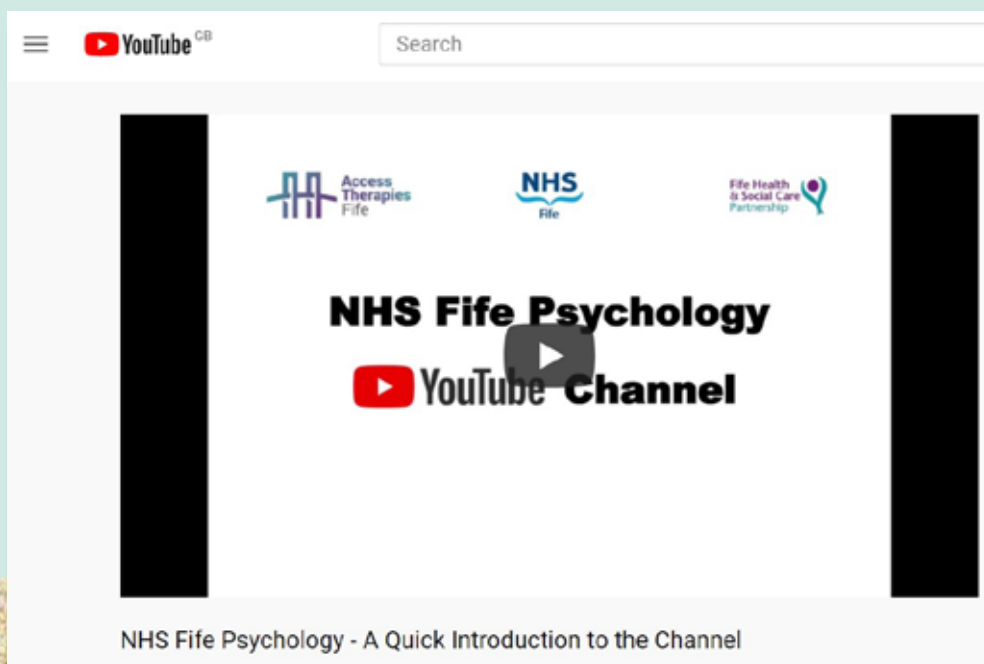 YouTube GB
Search
Access
Therapies
Fife
NHS
Fife
Fife Health
& Social Care
Partnership
NHS Fife Psychology
YouTube Channel
NHS Fife Psychology - A Quick Introduction to the Channel